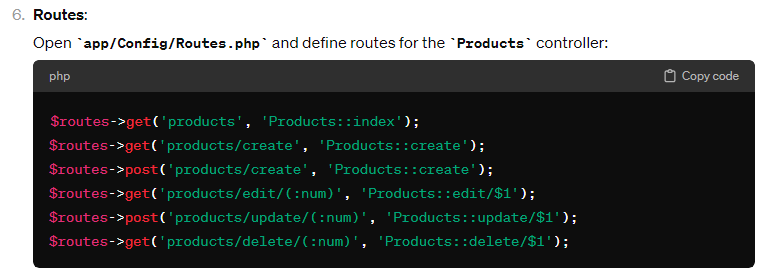 6. Routes:
Open `app/Config/Routes.php` and define routes for the `Products` controller:
php Copy code
$routes->get('products', 'Products::index');
$routes->get('products/create', 'Products::create');
$routes->post('products/create', 'Products::create');
$routes->get('products/edit/(:num)', 'Products::edit/$1');
$routes->post('products/update/(:num)', 'Products::update/$1');
$routes->get('products/delete/(:num)', 'Products::delete/$1');